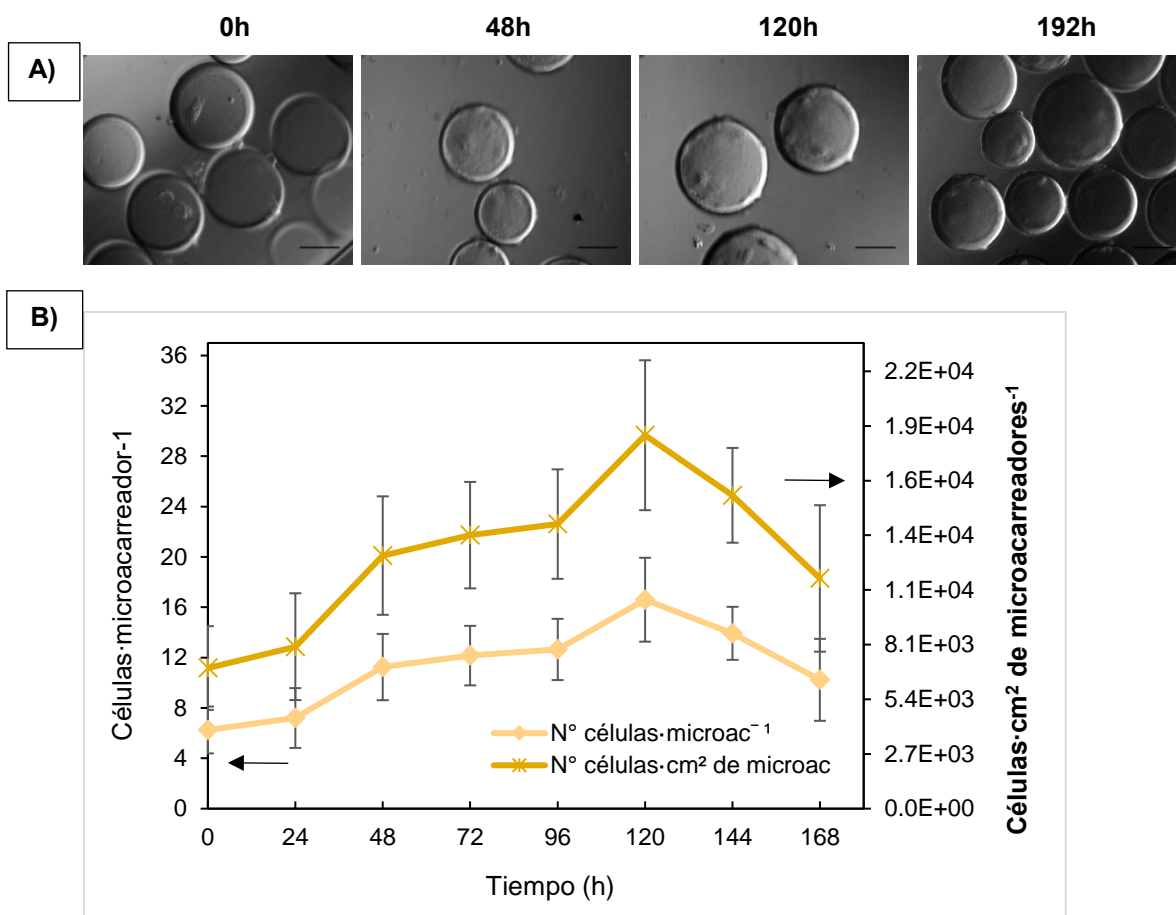 0h
48h
120h
192h
A)
B)
36
32
28
24
20
16
12
8
4
0
Células·microacarreador-1
2.2E+04
1.9E+04
1.6E+04
1.4E+04
1.1E+04
8.1E+03
5.4E+03
2.7E+03
0.0E+00
Células·cm² de microacarreadores⁻¹
N° células·microac⁻¹
N° células·cm² de microac
0 24 48 72 96 120 144 168
Tiempo (h)